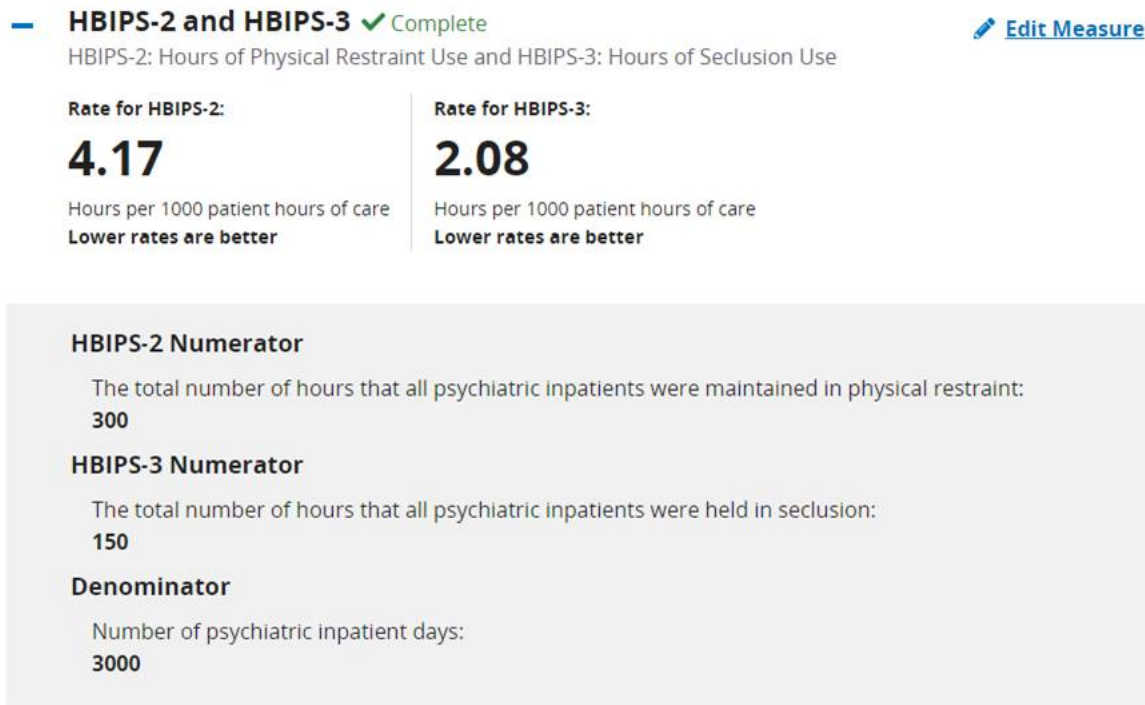 HBIPS-2 and HBIPS-3 ✔ Complete
Edit Measure
HBIPS-2: Hours of Physical Restraint Use and HBIPS-3: Hours of Seclusion Use
Rate for HBIPS-2:
4.17
Hours per 1000 patient hours of care
Lower rates are better
Rate for HBIPS-3:
2.08
Hours per 1000 patient hours of care
Lower rates are better
HBIPS-2 Numerator
The total number of hours that all psychiatric inpatients were maintained in physical restraint:
300
HBIPS-3 Numerator
The total number of hours that all psychiatric inpatients were held in seclusion:
150
Denominator
Number of psychiatric inpatient days:
3000